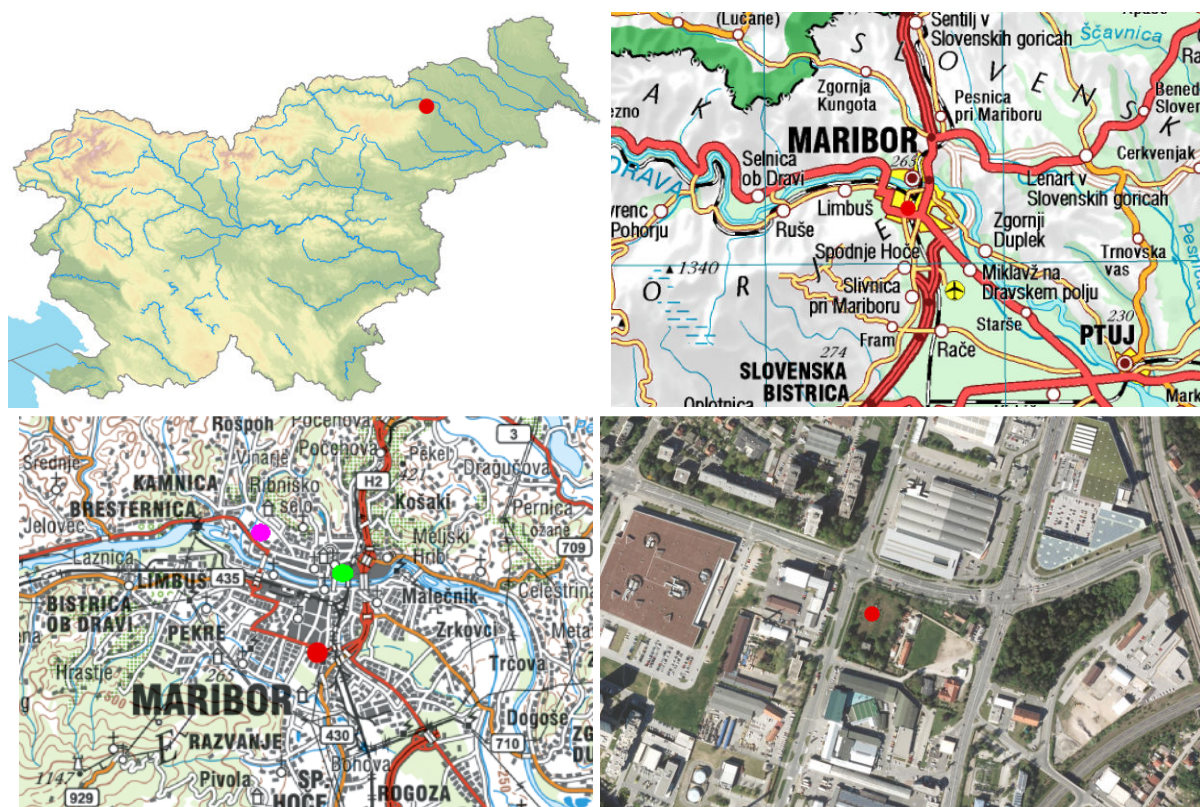 (Lučane)
Šentilj v
Slovenskih goricah
Ščavnica
Zgornja
Kungota
Pesnica
pri Mariboru
MARIBOR
265
Cerkvenjak
Selnica
ob Dravi
DRAVA
Lenart v
Slovenskih goricah
Limbuš
Ruše
Pohorju
Zgornji
Duplek
Trnovska
vas
Spodnje Hoče
1340
Miklavž na
Dravskem polju
Slivnica
pri Mariboru
Starše
230
PTUJ
Fram
Rače
274
SLOVENSKA
BISTRICA
Oplotnica
Rospoh
Počehova
3
Vinarje
Počehova
Pekel
Srednje
Ribniško
selo
Dragučova
KAMNICA
H2
Košaki
BRESTERNICA
Pernica
Jelovec
Meljski
Hrib
Ložane
Laznica
709
LIMBUŠ
435
Malečnik
Celestrina
BISTRICA
OB DRAVI
PEKRE
Zrkovci
Hrastje
265
Trčova
MARIBOR
Dogoše
RAZVANJE
430
710
1147
Pivola
Bohova
SP.
HOČE
ROGOZA
929
250